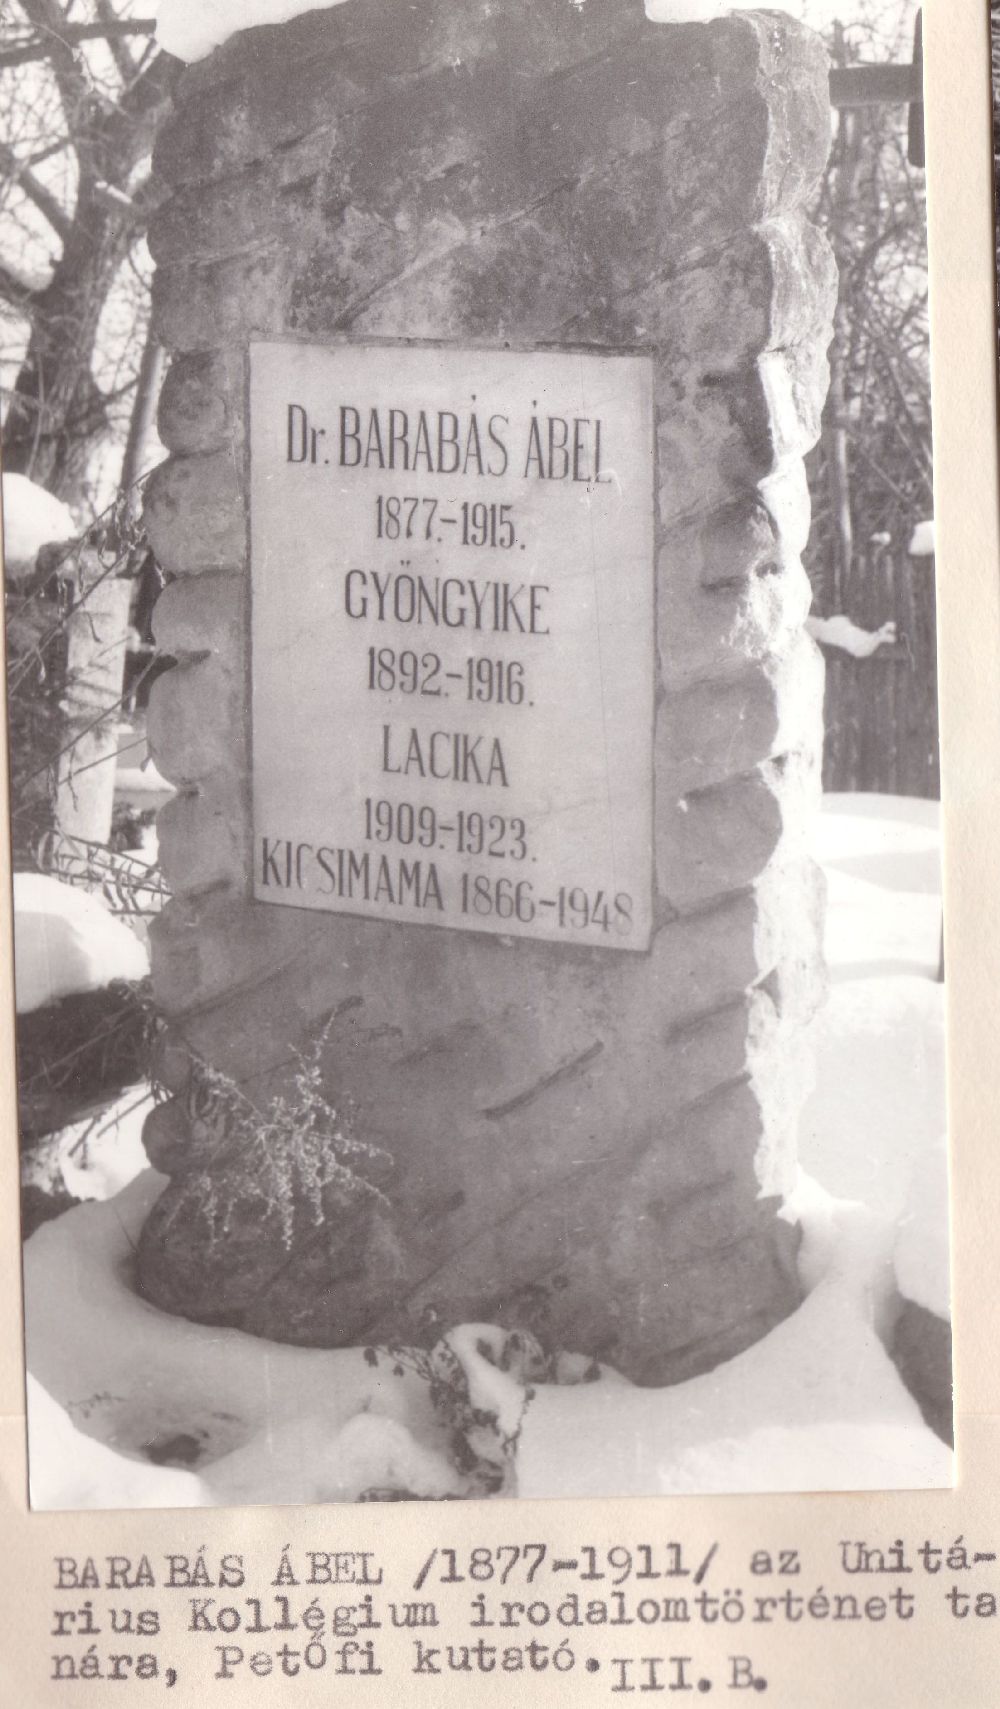 Dr. BARABÁS ÁBEL
1877.-1915.
GYÖNGYIKE
1892.-1916.
LACIKA
1909.-1923.
KICSIMAMA 1866-1948
BARABÁS ÁBEL /1877-1911/ az Unitá-
rius Kollégium irodalomtörténet ta
nára, Petőfi kutató. III. B.